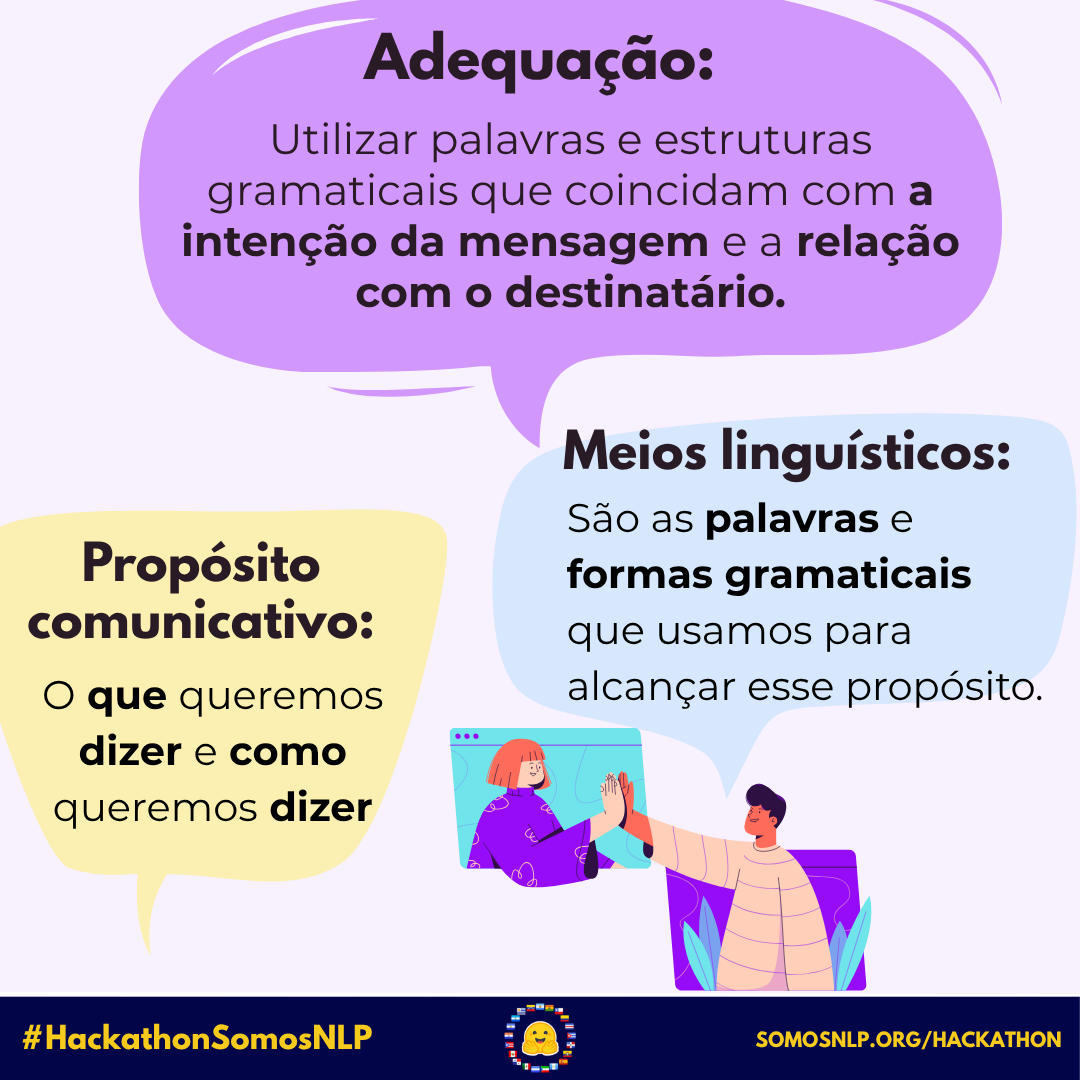 Adequação:
Utilizar palavras e estruturas
gramaticais que coincidam com a
intenção da mensagem e a relação
com o destinatário.
Meios linguísticos:
São as palavras e
formas gramaticais
que usamos para
alcançar esse propósito.
Propósito
comunicativo:
O que queremos
dizer e como
queremos dizer
#HackathonSomosNLP
SOMOSNLP.ORG/HACKATHON